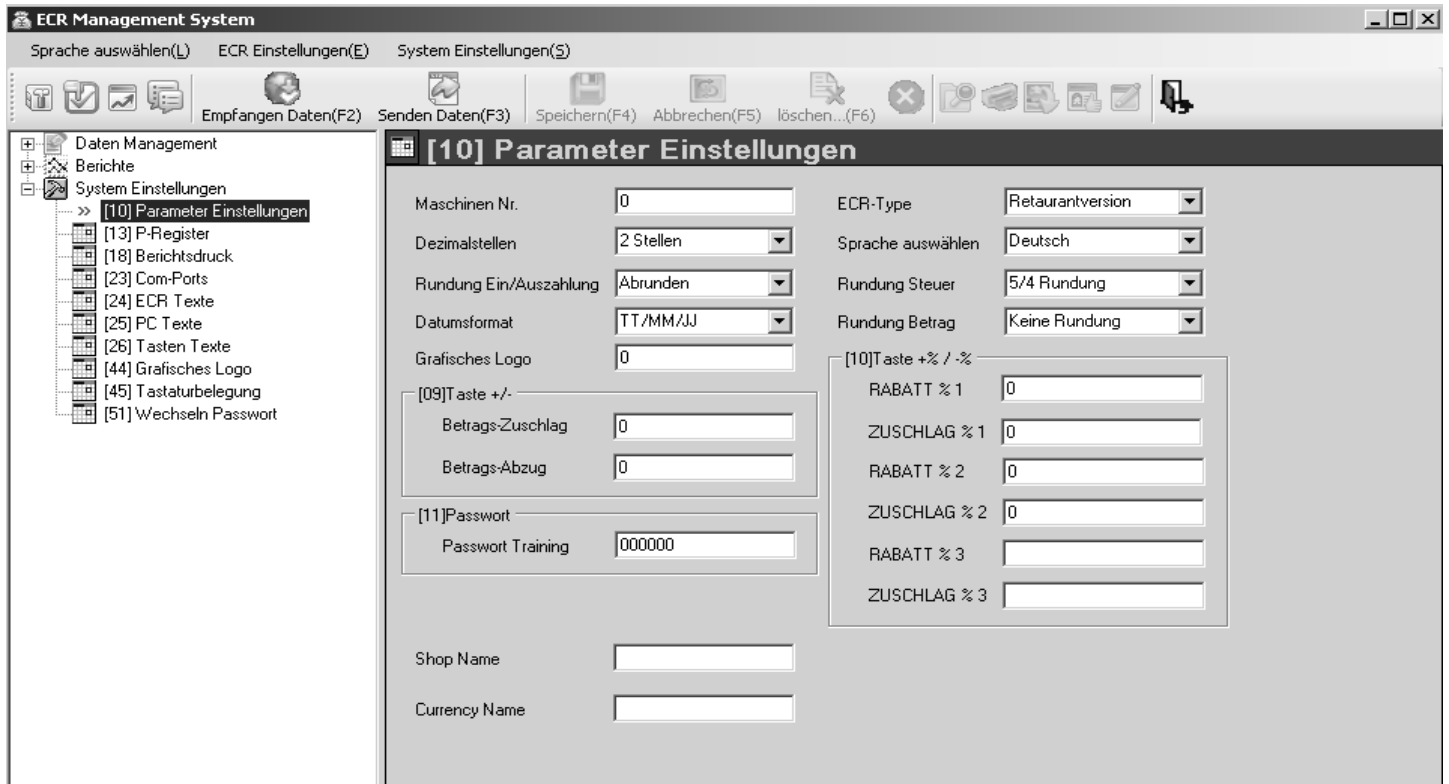 ECR Management System
Sprache auswählen(L) ECR Einstellungen(E) System Einstellungen(S)
Empfangen Daten(F2) Senden Daten(F3) Speichern(F4) Abbrechen(F5) löschen...(F6)
Daten Management
Berichte
System Einstellungen
[10] Parameter Einstellungen
[13] P-Register
[18] Berichtsdruck
[23] Com-Ports
[24] ECR Texte
[25] PC Texte
[26] Tasten Texte
[44] Grafisches Logo
[45] Tastaturbelegung
[51] Wechseln Passwort
[10] Parameter Einstellungen
Maschinen Nr. 0
Dezimalstellen 2 Stellen
Rundung Ein/Auszahlung Abrunden
Datumsformat TT/MM/JJ
Grafisches Logo 0
[09]Taste +/-
Betrags-Zuschlag 0
Betrags-Abzug 0
[11]Passwort
Passwort Training 000000
Shop Name
Currency Name
ECR-Type Retaurantversion
Sprache auswählen Deutsch
Rundung Steuer 5/4 Rundung
Rundung Betrag Keine Rundung
[10]Taste +% / -%
RABATT % 1 0
ZUSCHLAG % 1 0
RABATT % 2 0
ZUSCHLAG % 2 0
RABATT % 3
ZUSCHLAG % 3